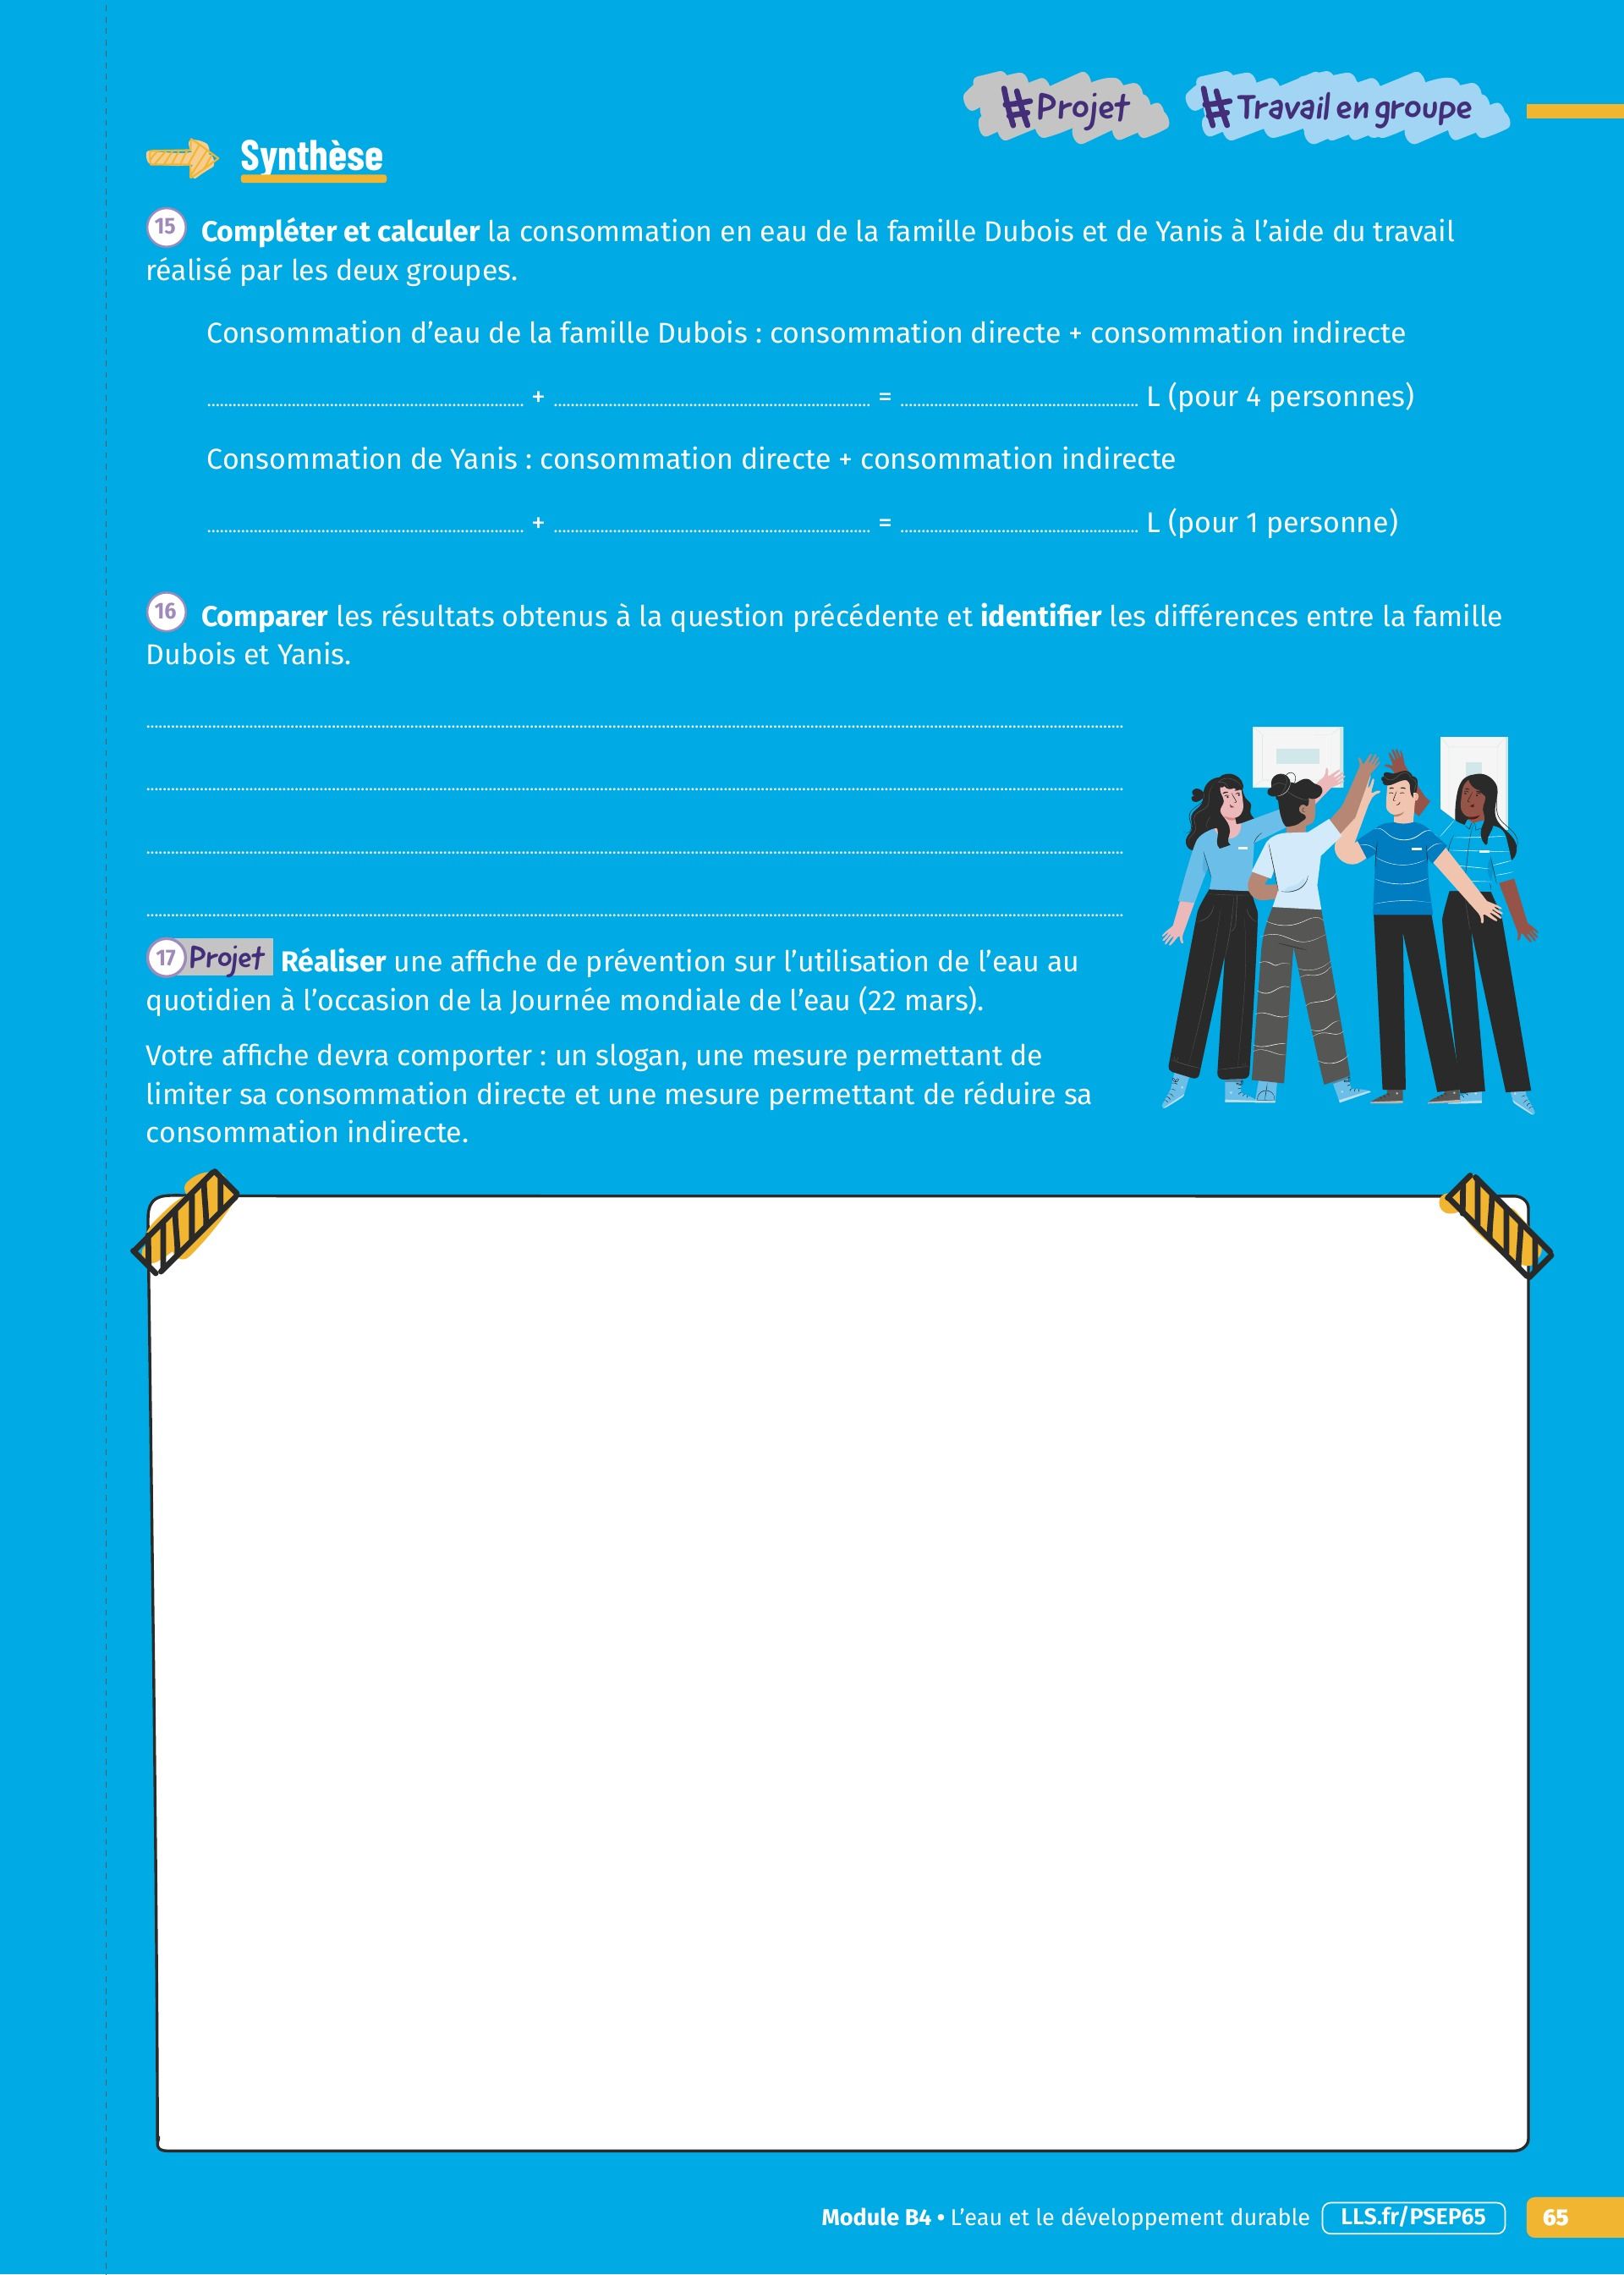 #Projet #Travail en groupe
Synthèse
15 Compléter et calculer la consommation en eau de la famille Dubois et de Yanis à l’aide du travail
réalisé par les deux groupes.
Consommation d’eau de la famille Dubois : consommation directe + consommation indirecte
........................ + ........................ = ........................ L (pour 4 personnes)
Consommation de Yanis : consommation directe + consommation indirecte
........................ + ........................ = ........................ L (pour 1 personne)
16 Comparer les résultats obtenus à la question précédente et identifier les différences entre la famille
Dubois et Yanis.
17 Projet Réaliser une affiche de prévention sur l’utilisation de l’eau au
quotidien à l’occasion de la Journée mondiale de l’eau (22 mars).
Votre affiche devra comporter : un slogan, une mesure permettant de
limiter sa consommation directe et une mesure permettant de réduire sa
consommation indirecte.
Module B4 • L’eau et le développement durable LLS.fr/PSEP65 65